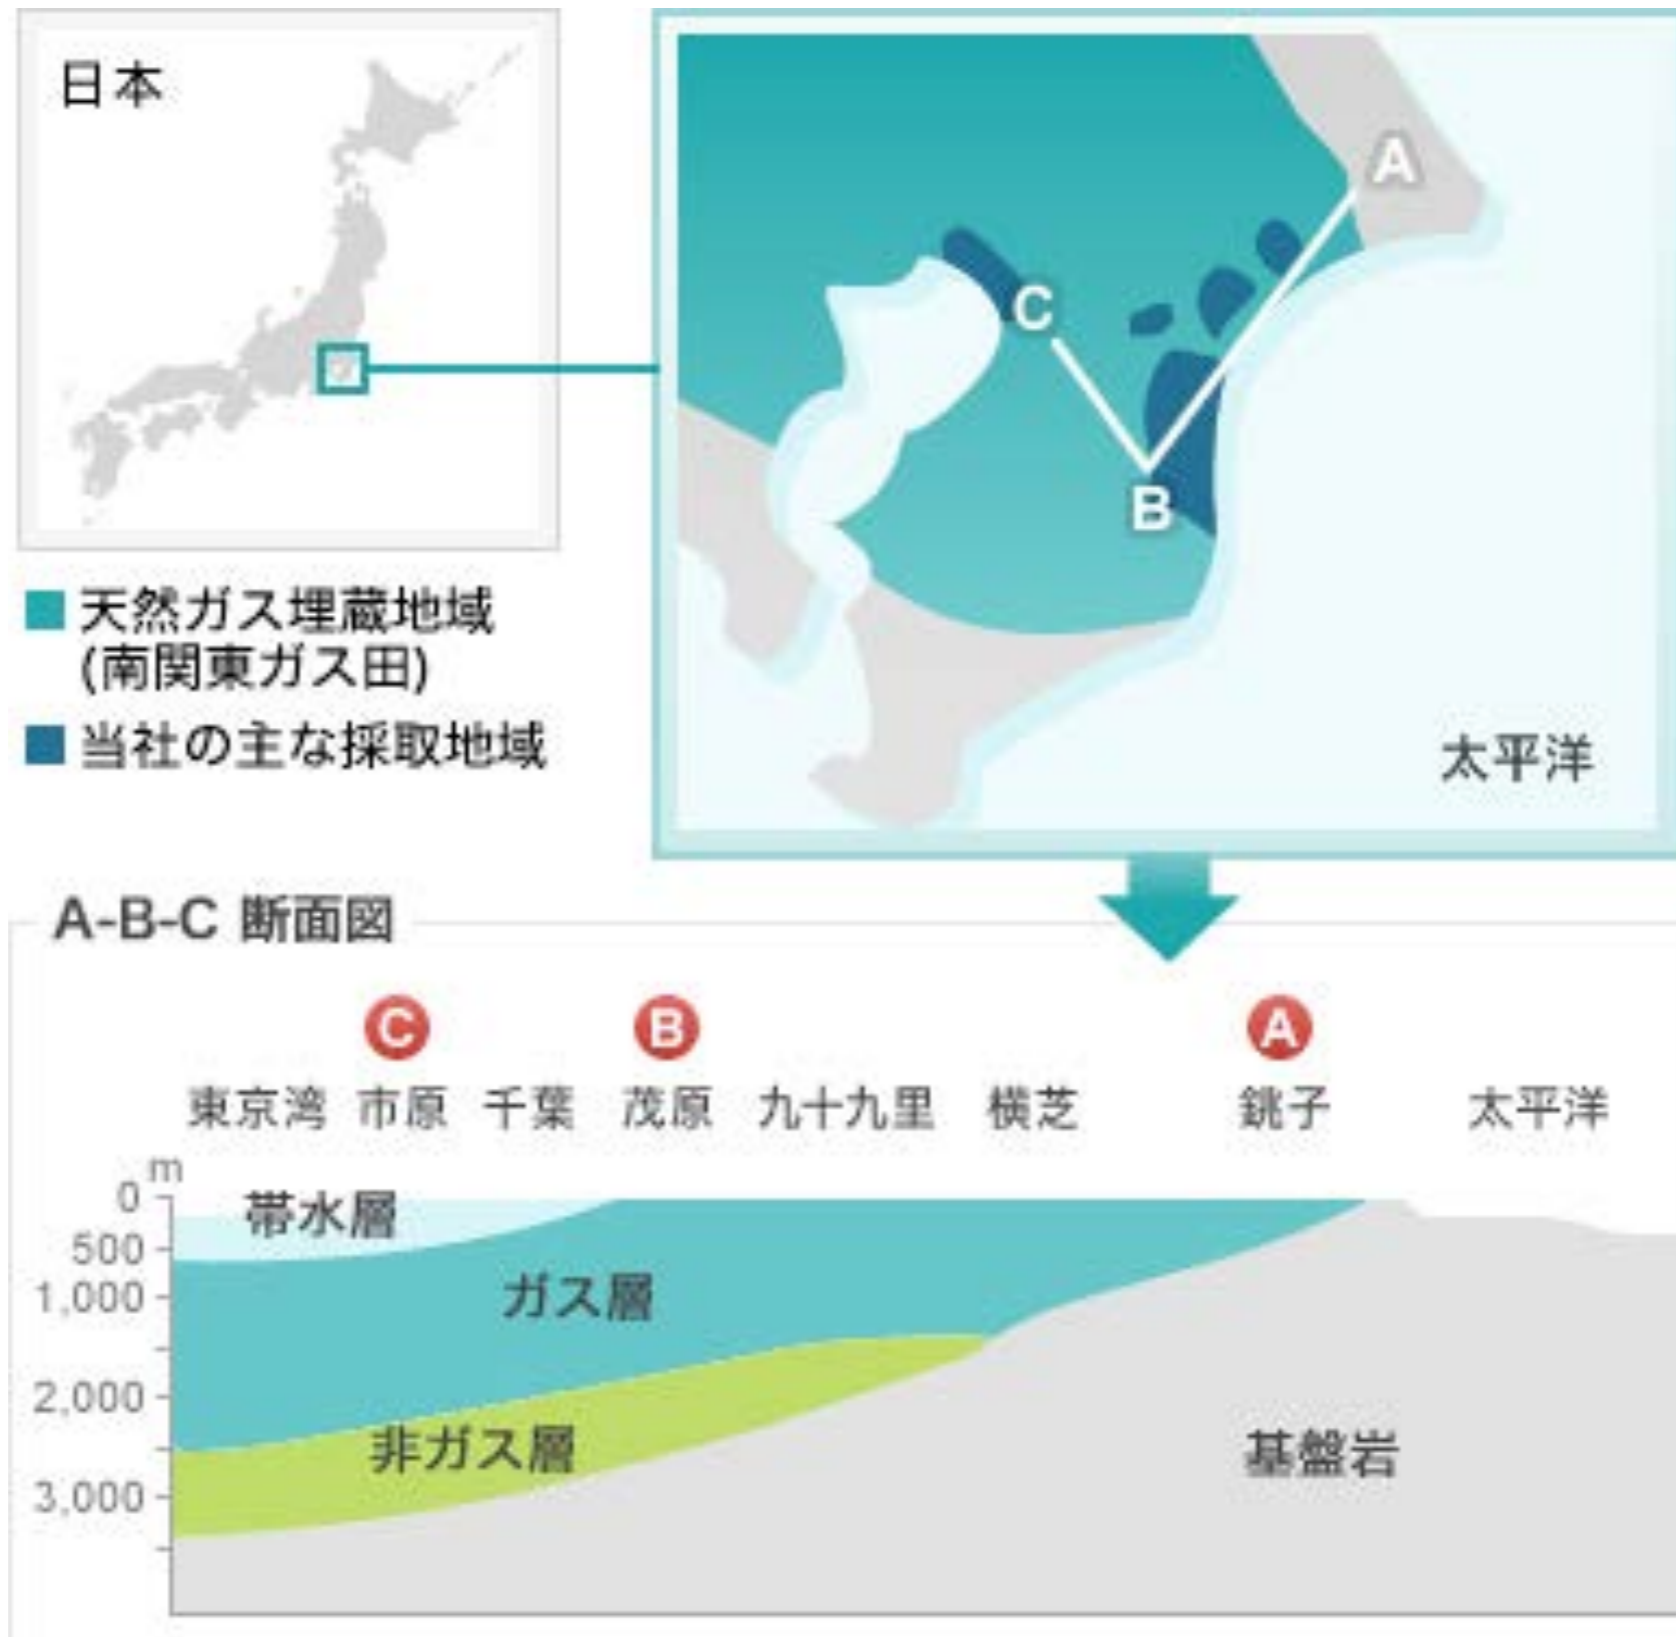 日本
A
C
B
太平洋
天然ガス埋蔵地域
(南関東ガス田)
当社の主な採取地域
A-B-C 断面図
C B A
東京湾 市原 千葉 茂原 九十九里 横芝 銚子 太平洋
m
0
帯水層
500
ガス層
1,000
2,000
非ガス層
基盤岩
3,000